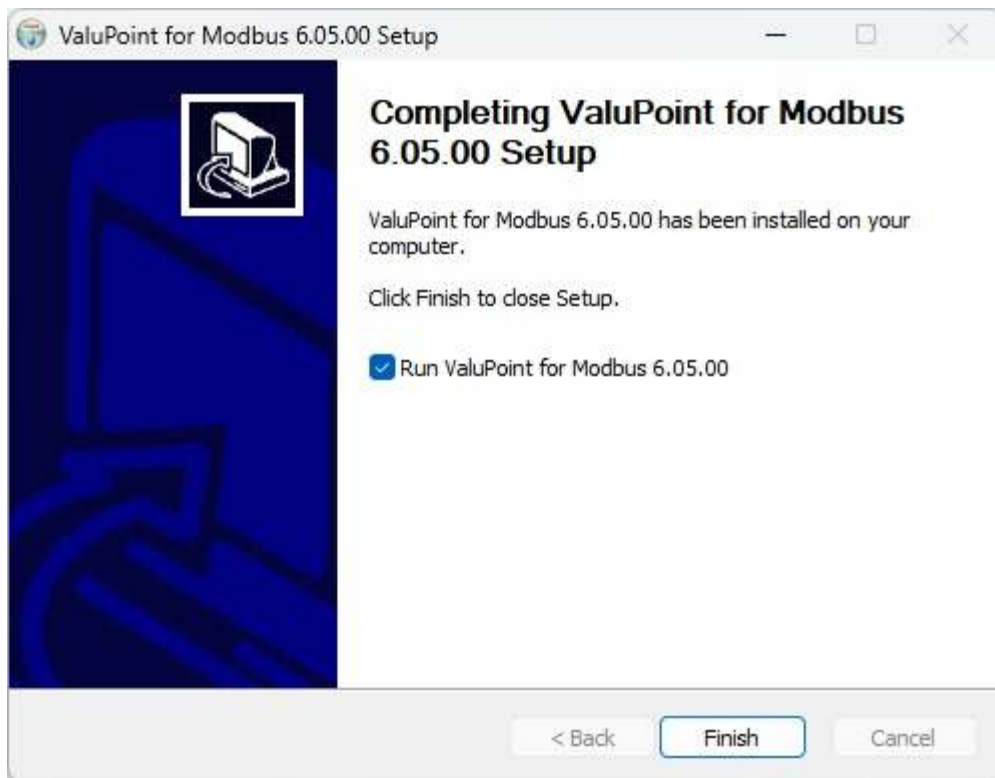 ValuPoint for Modbus 6.05.00 Setup
Completing ValuPoint for Modbus
6.05.00 Setup
ValuPoint for Modbus 6.05.00 has been installed on your
computer.
Click Finish to close Setup.
Run ValuPoint for Modbus 6.05.00
< Back Finish Cancel